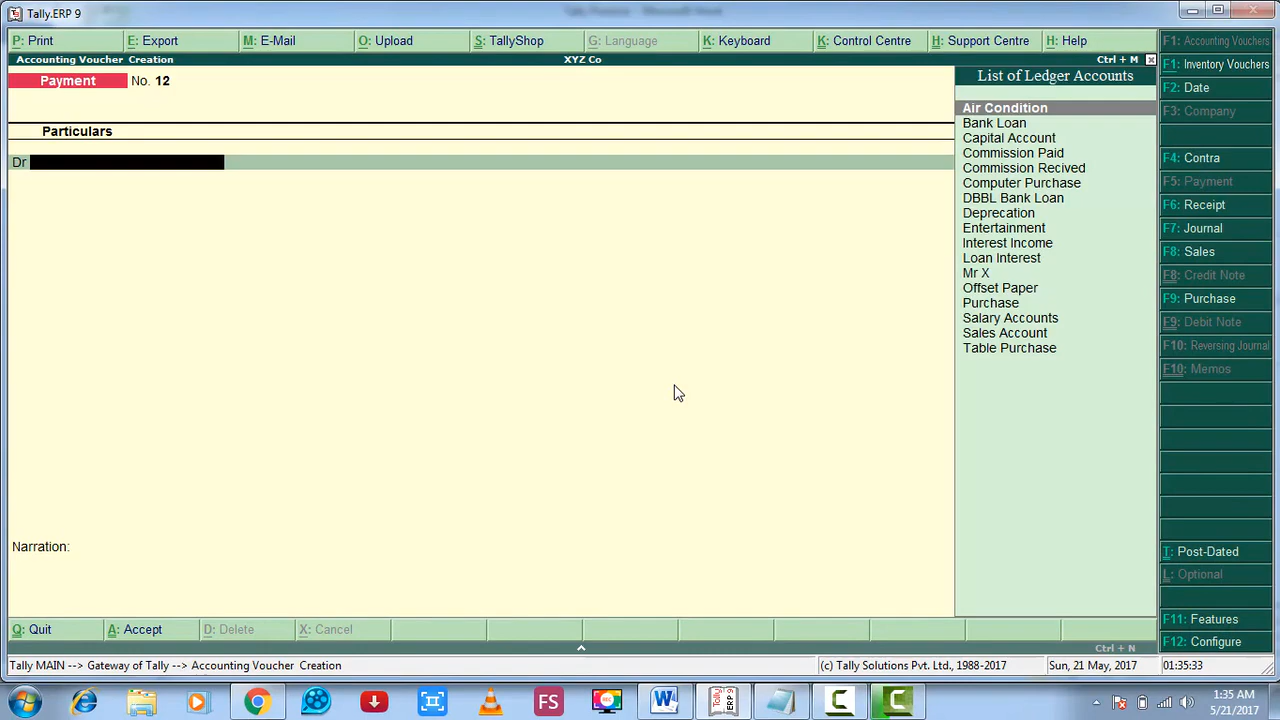 Tally.ERP 9
P: Print
E: Export
M: E-Mail
O: Upload
S: TallyShop
G: Language
K: Keyboard
K: Control Centre
H: Support Centre
H: Help
Accounting Voucher Creation
XYZ Co
Ctrl + M
Payment No. 12
Particulars
Dr
Narration:
List of Ledger Accounts
Air Condition
Bank Loan
Capital Account
Commission Paid
Commission Recived
Computer Purchase
DBBL Bank Loan
Deprecation
Entertainment
Interest Income
Loan Interest
Mr X
Offset Paper
Purchase
Salary Accounts
Sales Account
Table Purchase
F1: Accounting Vouchers
F1: Inventory Vouchers
F2: Date
F3: Company
F4: Contra
F5: Payment
F6: Receipt
F7: Journal
F8: Sales
F8: Credit Note
F9: Purchase
F9: Debit Note
F10: Reversing Journal
F10: Memos
T: Post-Dated
L: Optional
F11: Features
F12: Configure
Q: Quit
A: Accept
D: Delete
X: Cancel
Ctrl + N
Tally MAIN --> Gateway of Tally --> Accounting Voucher Creation
(c) Tally Solutions Pvt. Ltd., 1988-2017
Sun, 21 May, 2017
01:35:33
FS
REC
W
Tally
ERP 9
C
C
1:35 AM
5/21/2017